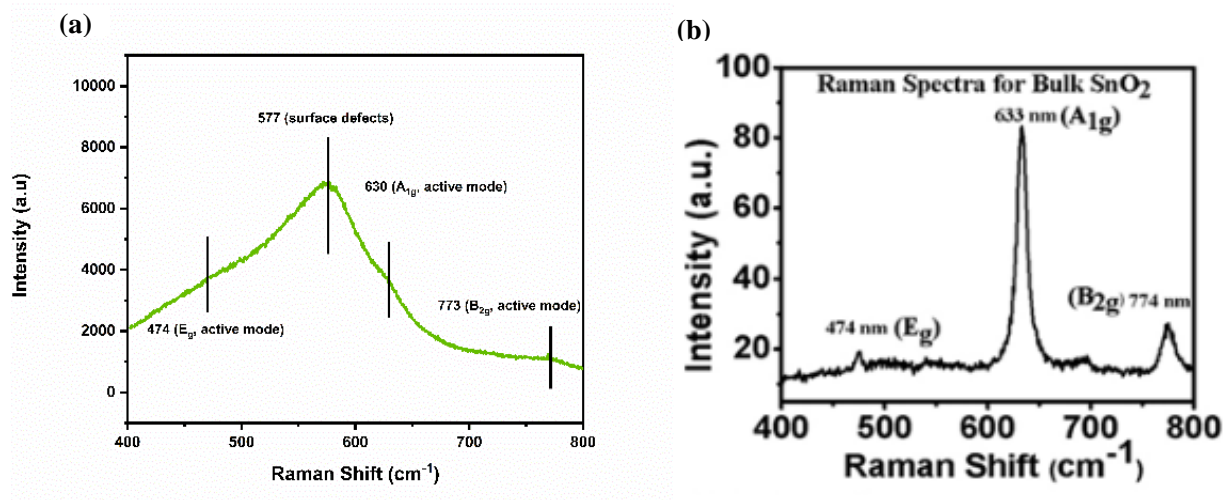 (a)
10000
8000
6000
4000
2000
0
Intensity (a.u)
577 (surface defects)
630 (A1g, active mode)
773 (B2g, active mode)
474 (Eg, active mode)
400 500 600 700 800
Raman Shift (cm-1)
(b)
100
80
60
40
20
Intensity (a.u.)
Raman Spectra for Bulk SnO2
633 nm (A1g)
(B2g) 774 nm
474 nm (Eg)
400 500 600 700 800
Raman Shift (cm-1)